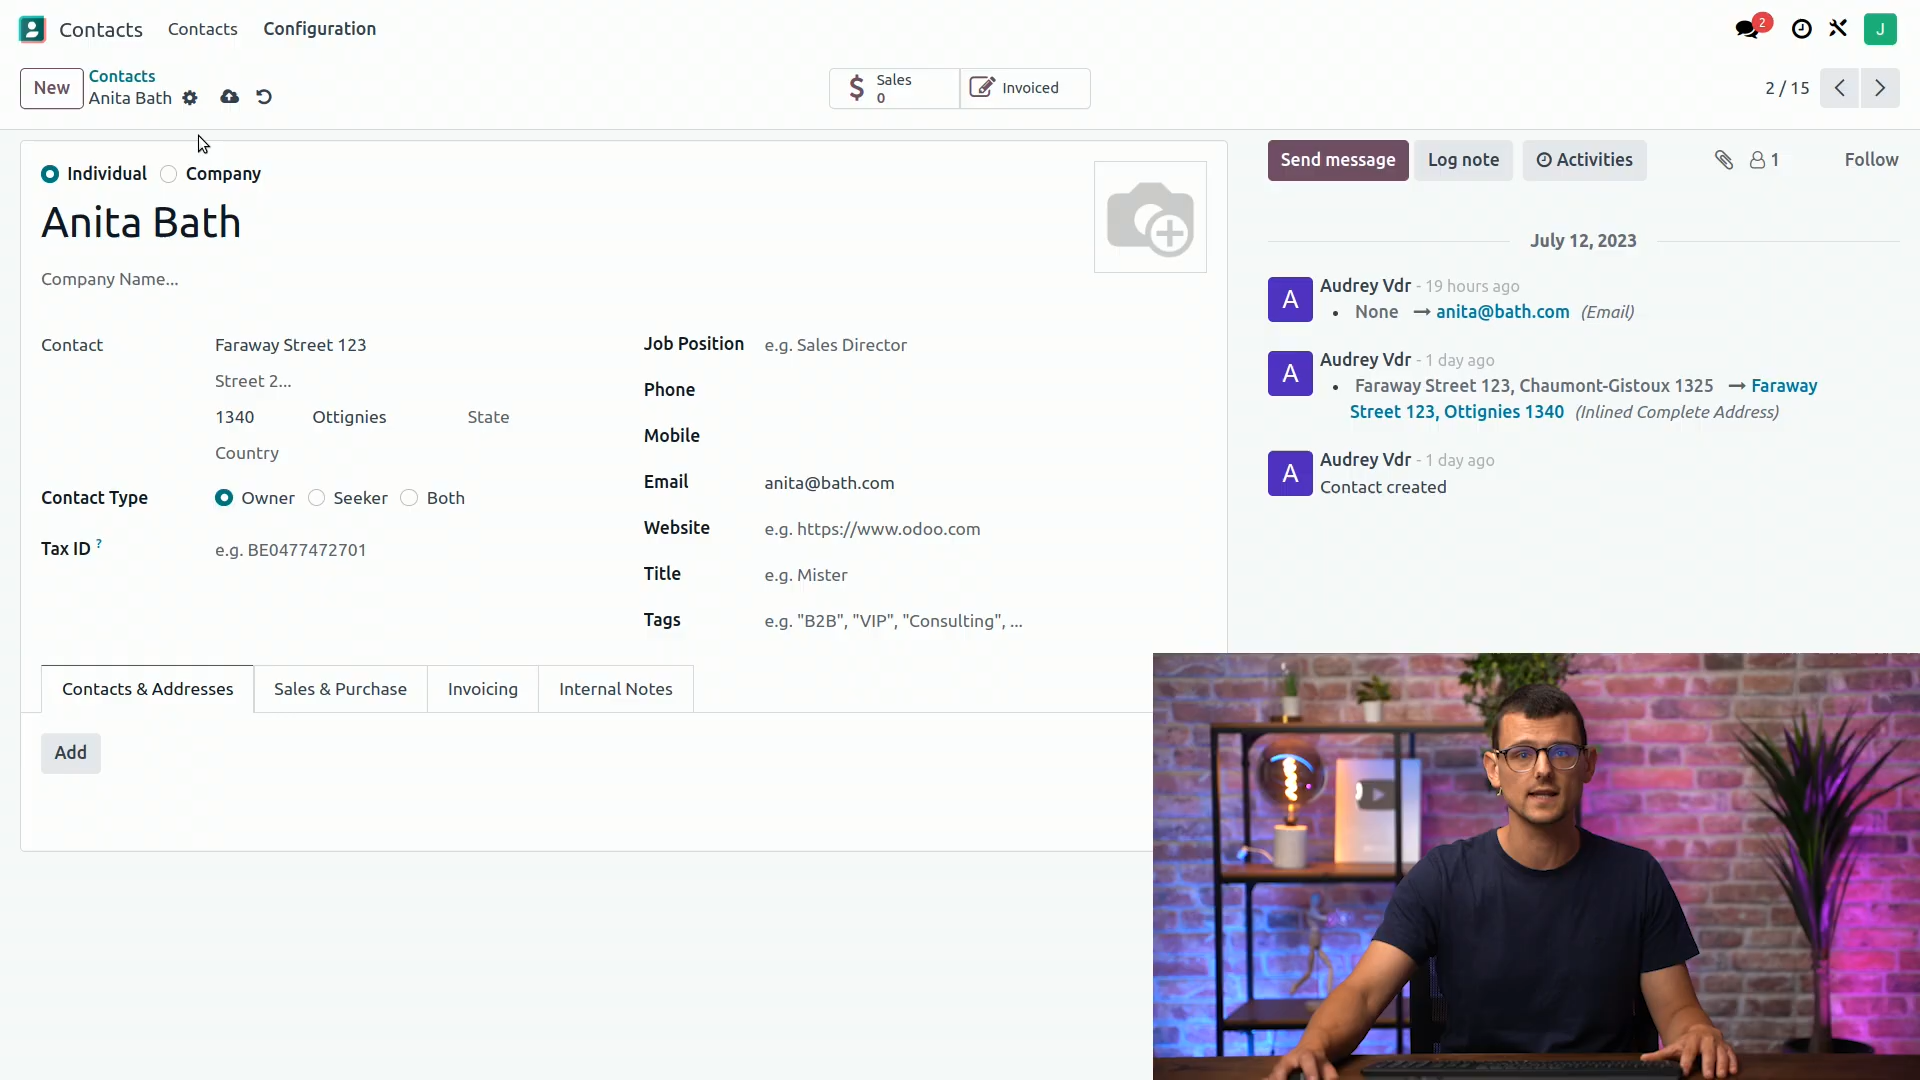 Contacts Contacts Configuration 2 J
New Contacts
Anita Bath
Sales
0
Invoiced
2 / 15
Individual Company
Anita Bath
Company Name...
Contact Faraway Street 123
Street 2...
1340 Ottignies State
Country
Contact Type Owner Seeker Both
Tax ID ? e.g. BE0477472701
Job Position e.g. Sales Director
Phone
Mobile
Email anita@bath.com
Website e.g. https://www.odoo.com
Title e.g. Mister
Tags e.g. "B2B", "VIP", "Consulting", ...
Contacts & Addresses Sales & Purchase Invoicing Internal Notes
Add
Send message Log note Activities 1 Follow
July 12, 2023
A Audrey Vdr - 19 hours ago
• None → anita@bath.com (Email)
A Audrey Vdr - 1 day ago
• Faraway Street 123, Chaumont-Gistoux 1325 → Faraway
Street 123, Ottignies 1340 (Inlined Complete Address)
A Audrey Vdr - 1 day ago
Contact created